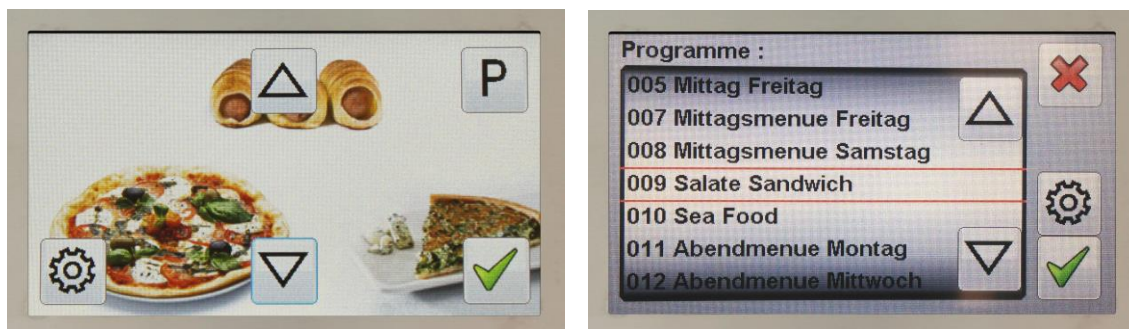 P
Programme :
005 Mittag Freitag
007 Mittagsmenue Freitag
008 Mittagsmenue Samstag
009 Salate Sandwich
010 Sea Food
011 Abendmenue Montag
012 Abendmenue Mittwoch